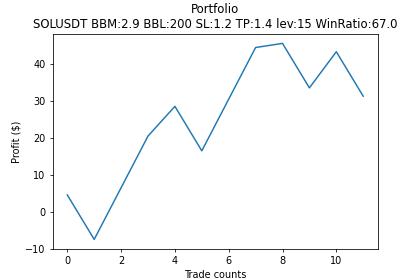 Portfolio
SOLUSDT BBM:2.9 BBL:200 SL:1.2 TP:1.4 lev:15 WinRatio:67.0
40
30
20
10
0
−10
Profit ($)
0 2 4 6 8 10
Trade counts